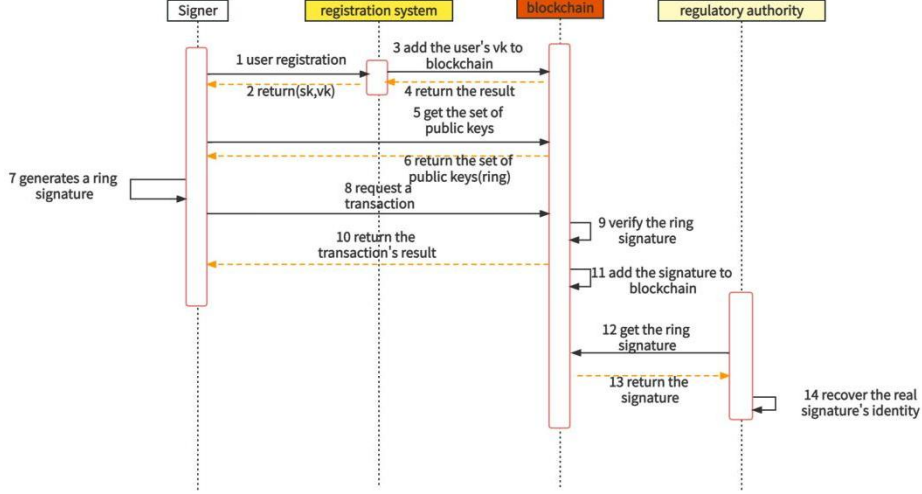 Signer
registration system
blockchain
regulatory authority
1 user registration
3 add the user's vk to
blockchain
2 return(sk,vk)
4 return the result
5 get the set of
public keys
6 return the set of
public keys(ring)
7 generates a ring
signature
8 request a
transaction
9 verify the ring
signature
10 return the
transaction's result
11 add the signature to
blockchain
12 get the ring
signature
13 return the
signature
14 recover the real
signature's identity